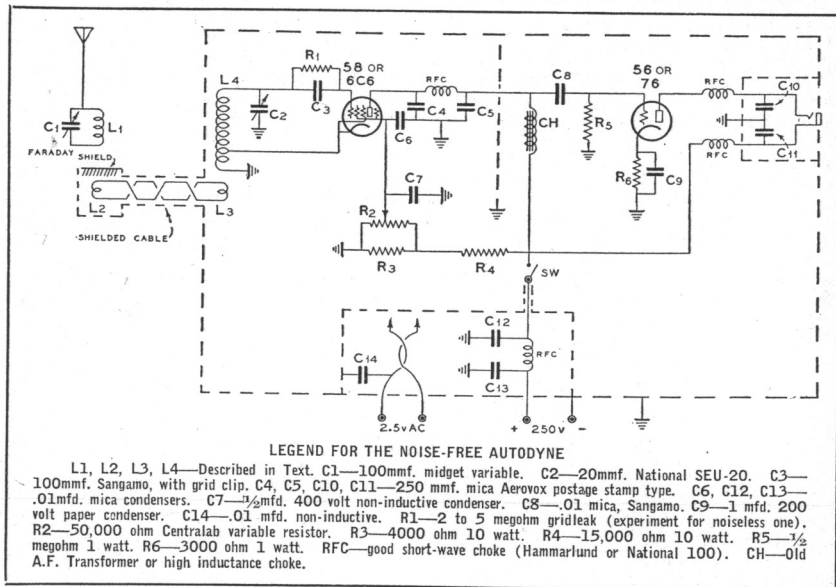 R1
58 OR
6C6
L4
C3
C2
RFC
C4
C5
C6
C8
56 OR
76
RFC
C10
CH
R5
C1
L1
FARADAY
SHIELD
L2
L3
SHIELDED CABLE
C7
R2
R3
R4
R6
C9
RFC
C11
SW
C12
C14
RFC
C13
2.5v AC
+ 250v -
LEGEND FOR THE NOISE-FREE AUTODYNE
L1, L2, L3, L4—Described in Text. C1—100mmf. midget variable. C2—20mmf. National SEU-20. C3—
100mmf. Sangamo, with grid clip. C4, C5, C10, C11—250 mmf. mica Aerovox postage stamp type. C6, C12, C13—
.01mfd. mica condensers. C7—½mfd. 400 volt non-inductive condenser. C8—.01 mica, Sangamo. C9—1 mfd. 200
volt paper condenser. C14—.01 mfd. non-inductive. R1—2 to 5 megohm gridleak (experiment for noiseless one).
R2—50,000 ohm Centralab variable resistor. R3—4000 ohm 10 watt. R4—15,000 ohm 10 watt. R5—½
megohm 1 watt. R6—3000 ohm 1 watt. RFC—good short-wave choke (Hammarlund or National 100). CH—Old
A.F. Transformer or high inductance choke.